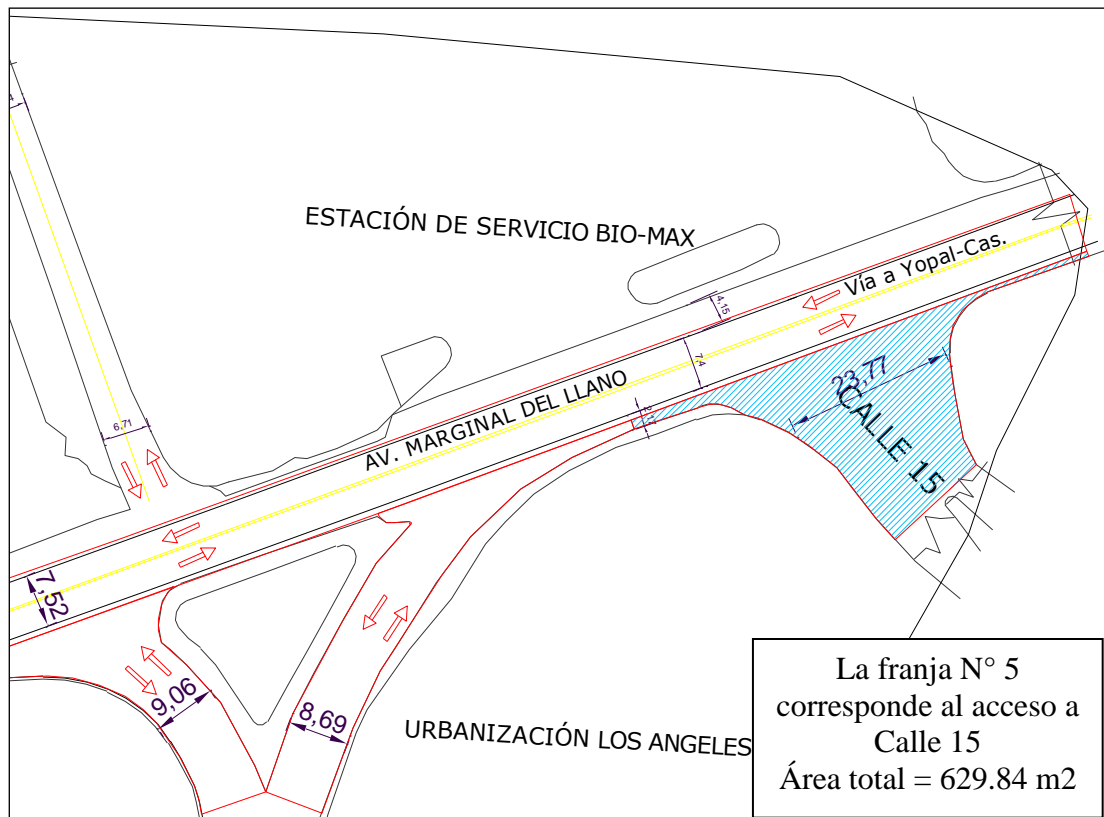 ESTACIÓN DE SERVICIO BIO-MAX
Vía a Yopal-Cas.
4,15
7,4
23,77
CALLE 15
AV. MARGINAL DEL LLANO
6,71
7,52
9,06
8,69
URBANIZACIÓN LOS ANGELES
La franja N° 5
corresponde al acceso a
Calle 15
Área total = 629.84 m2